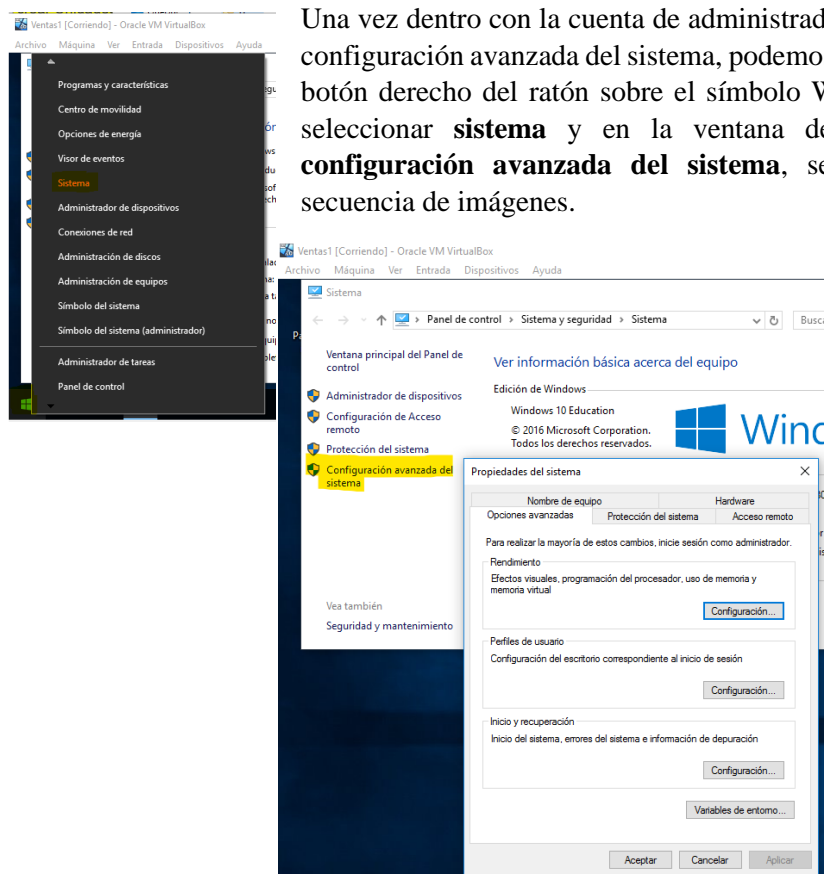 Una vez dentro con la cuenta de
configuración avanzada del sistema,
botón derecho del ratón sobre el símbolo
seleccionar sistema y en la ventana
configuración avanzada del sistema,
secuencia de imágenes.
Ventas1 [Corriendo] - Oracle VM VirtualBox
Archivo Máquina Ver Entrada Dispositivos Ayuda
Programas y características
Centro de movilidad
Opciones de energía
Visor de eventos
Sistema
Administrador de dispositivos
Conexiones de red
Administración de discos
Administración de equipos
Símbolo del sistema
Símbolo del sistema (administrador)
Administrador de tareas
Panel de control
Ventas1 [Corriendo] - Oracle VM VirtualBox
Archivo Máquina Ver Entrada Dispositivos Ayuda
Sistema
Panel de control > Sistema y seguridad > Sistema
Ventana principal del Panel de
control
Administrador de dispositivos
Configuración de Acceso
remoto
Protección del sistema
Configuración avanzada del
sistema
Vea también
Seguridad y mantenimiento
Ver información básica acerca del equipo
Edición de Windows
Windows 10 Education
© 2016 Microsoft Corporation.
Todos los derechos reservados.
Propiedades del sistema
Nombre de equipo Hardware
Opciones avanzadas Protección del sistema Acceso remoto
Para realizar la mayoría de estos cambios, inicie sesión como administrador.
Rendimiento
Efectos visuales, programación del procesador, uso de memoria y
memoria virtual
Configuración...
Perfiles de usuario
Configuración del escritorio correspondiente al inicio de sesión
Configuración...
Inicio y recuperación
Inicio del sistema, errores del sistema e información de depuración
Configuración...
Variables de entorno...
Aceptar Cancelar Aplicar